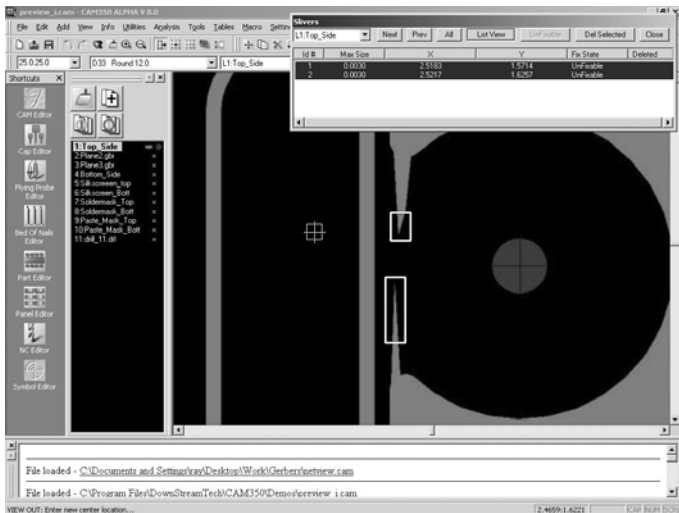 preview_i.cam - CAM350 ALPHA V 8.0
File Edit Add View Info Utilities Analysis Tools Tables Macro
Slivers
L1:Top_Side Next Prev All List View UnFixable Del Selected Close
Id # Max Size X Y Fix State Deleted
1 0.0030 2.5183 1.5714 UnFixable
2 0.0030 2.5217 1.6257 UnFixable
25.0:25.0 D33 Round 12.0 L1:Top_Side
Shortcuts
CAM Editor
Cap Editor
Flying Probe
Editor
Bed Of Nails
Editor
Part Editor
Panel Editor
NC Editor
Symbol Editor
1:Top_Side
2:Plane2.gbr
3:Plane3.gbr
4:Bottom_Side
5:Silkscreeen_top
6:Silkscreen_Bott
7:Soldermask_Top
8:Soldermask_Bott
9:Paste_Mask_Top
10:Paste_Mask_Bott
11:drill_11.drl
File loaded - C:\Documents and Settings\ray\Desktop\Work\Gerbers\netview.cam
File loaded - C:\Program Files\DownStreamTech\CAM350\Demos\preview_i.cam
VIEW OUT: Enter new center location... 2.4659:1.6221 CAP NUM SCRL